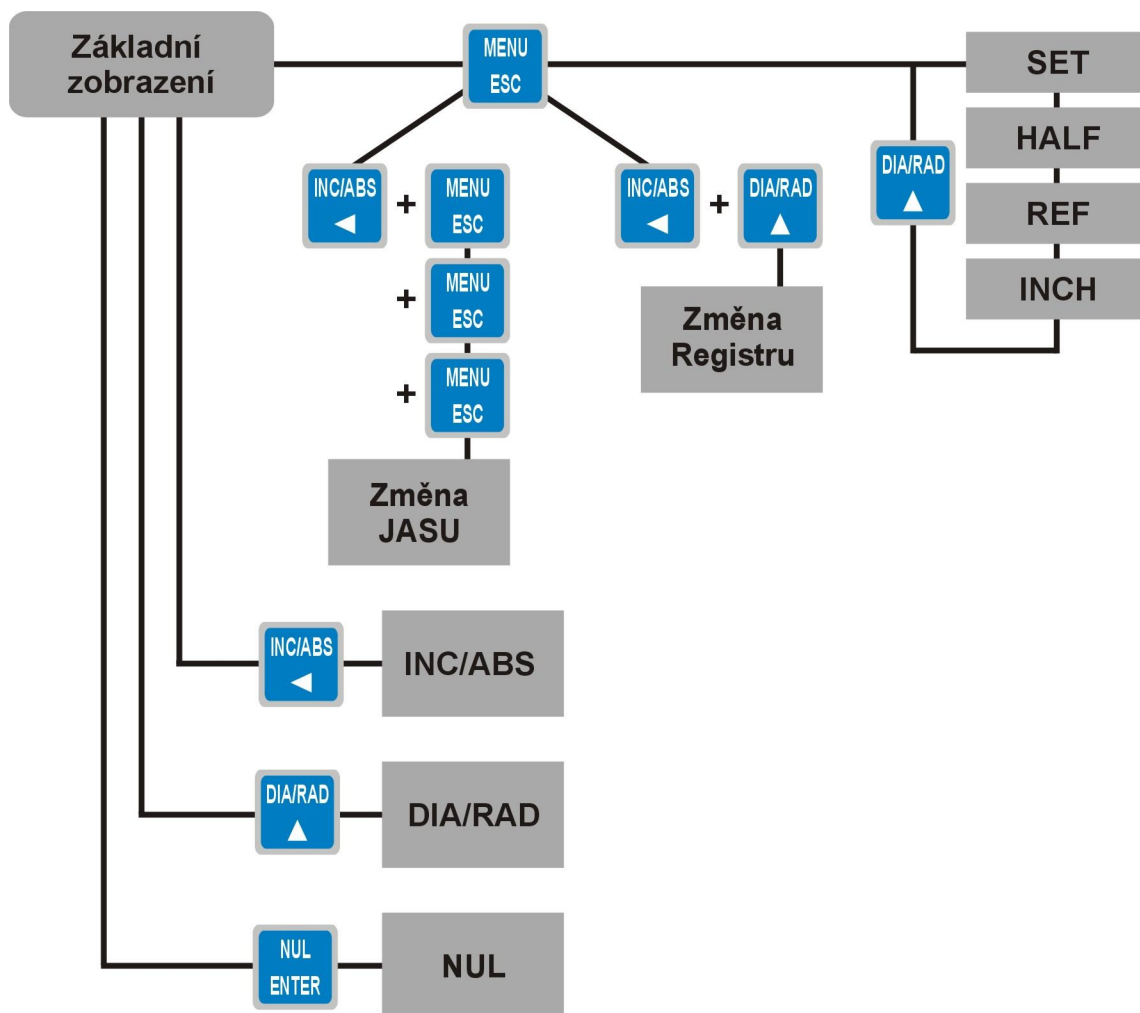 Základní
zobrazení
MENU
ESC
SET
HALF
REF
INCH
DIA/RAD
INC/ABS
+
MENU
ESC
+
MENU
ESC
+
MENU
ESC
Změna
JASU
INC/ABS
+
DIA/RAD
Změna
Registru
INC/ABS
INC/ABS
DIA/RAD
DIA/RAD
NUL
ENTER
NUL